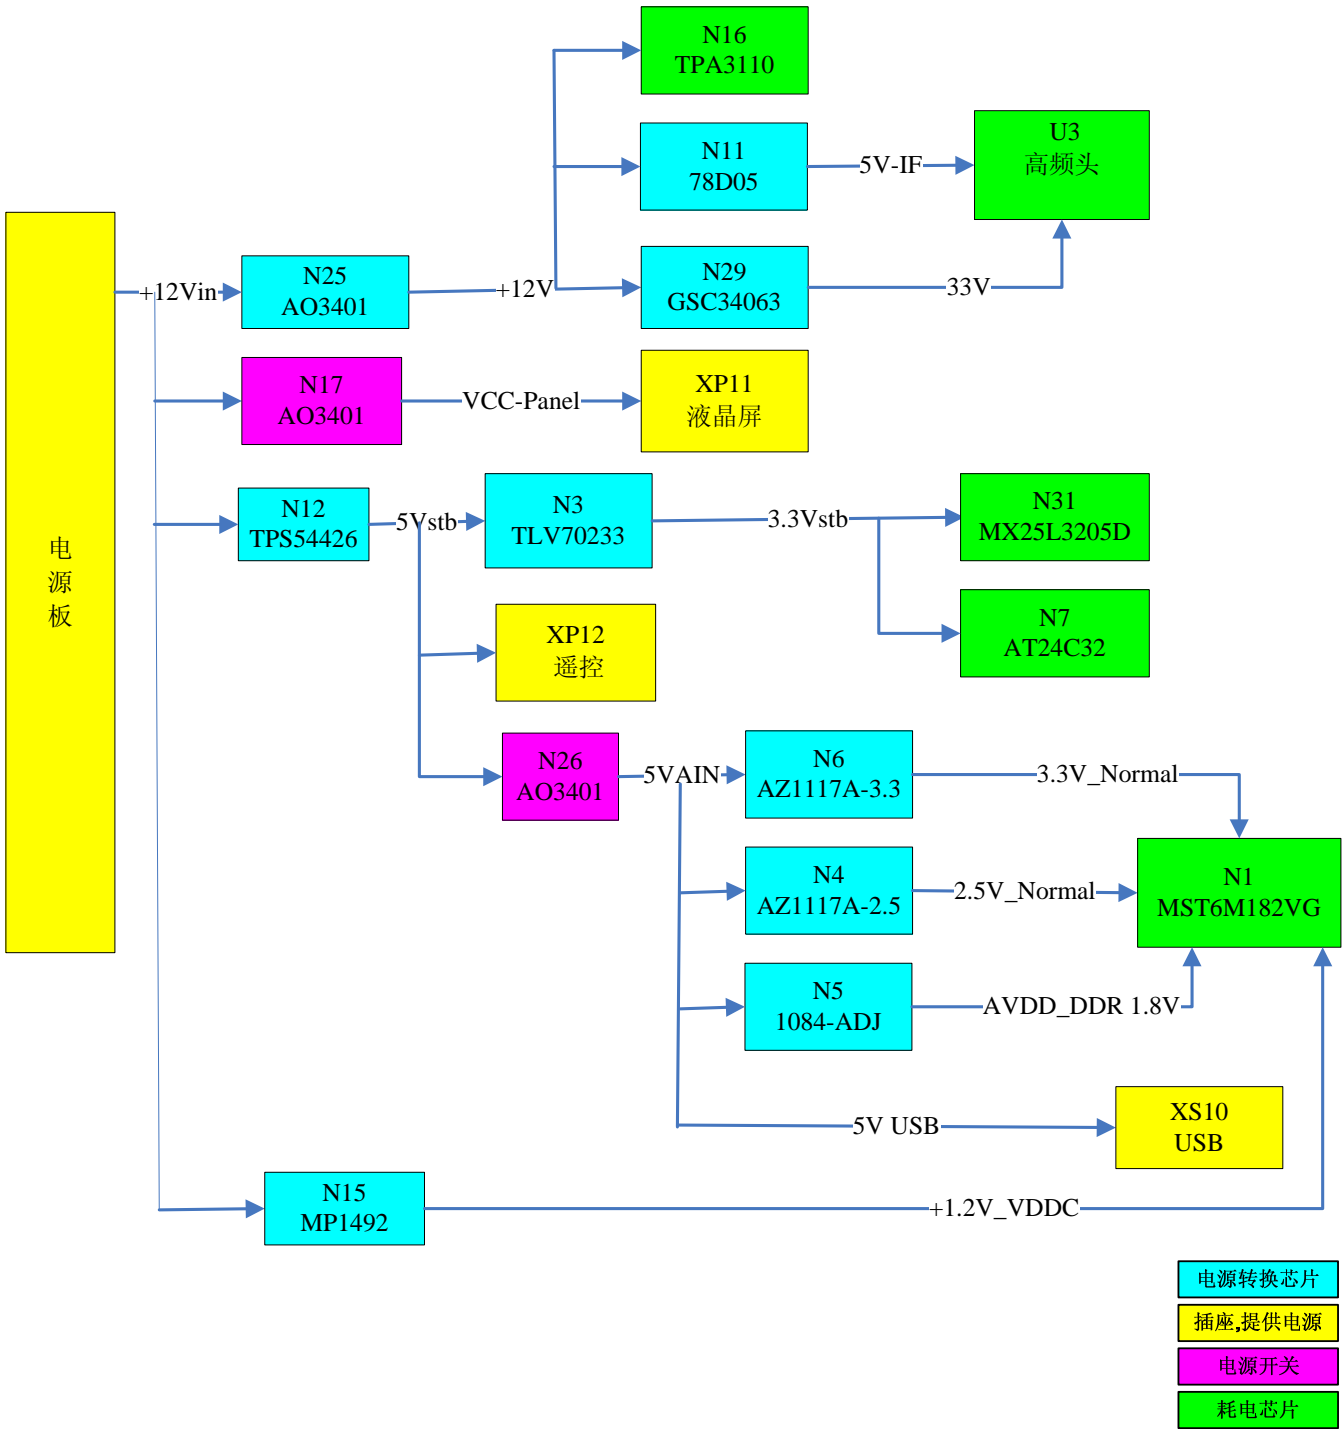 N16
TPA3110
N11
78D05
5V-IF
U3
高频头
N25
AO3401
+12Vin
+12V
N29
GSC34063
33V
N17
AO3401
VCC-Panel
XP11
液晶屏
电
源
板
N12
TPS54426
5Vstb
N3
TLV70233
3.3Vstb
N31
MX25L3205D
XP12
遥控
N7
AT24C32
N26
AO3401
5VAIN
N6
AZ1117A-3.3
3.3V_Normal
N4
AZ1117A-2.5
2.5V_Normal
N1
MST6M182VG
N5
1084-ADJ
AVDD_DDR 1.8V
5V USB
XS10
USB
N15
MP1492
+1.2V_VDDC
电源转换芯片
插座,提供电源
电源开关
耗电芯片